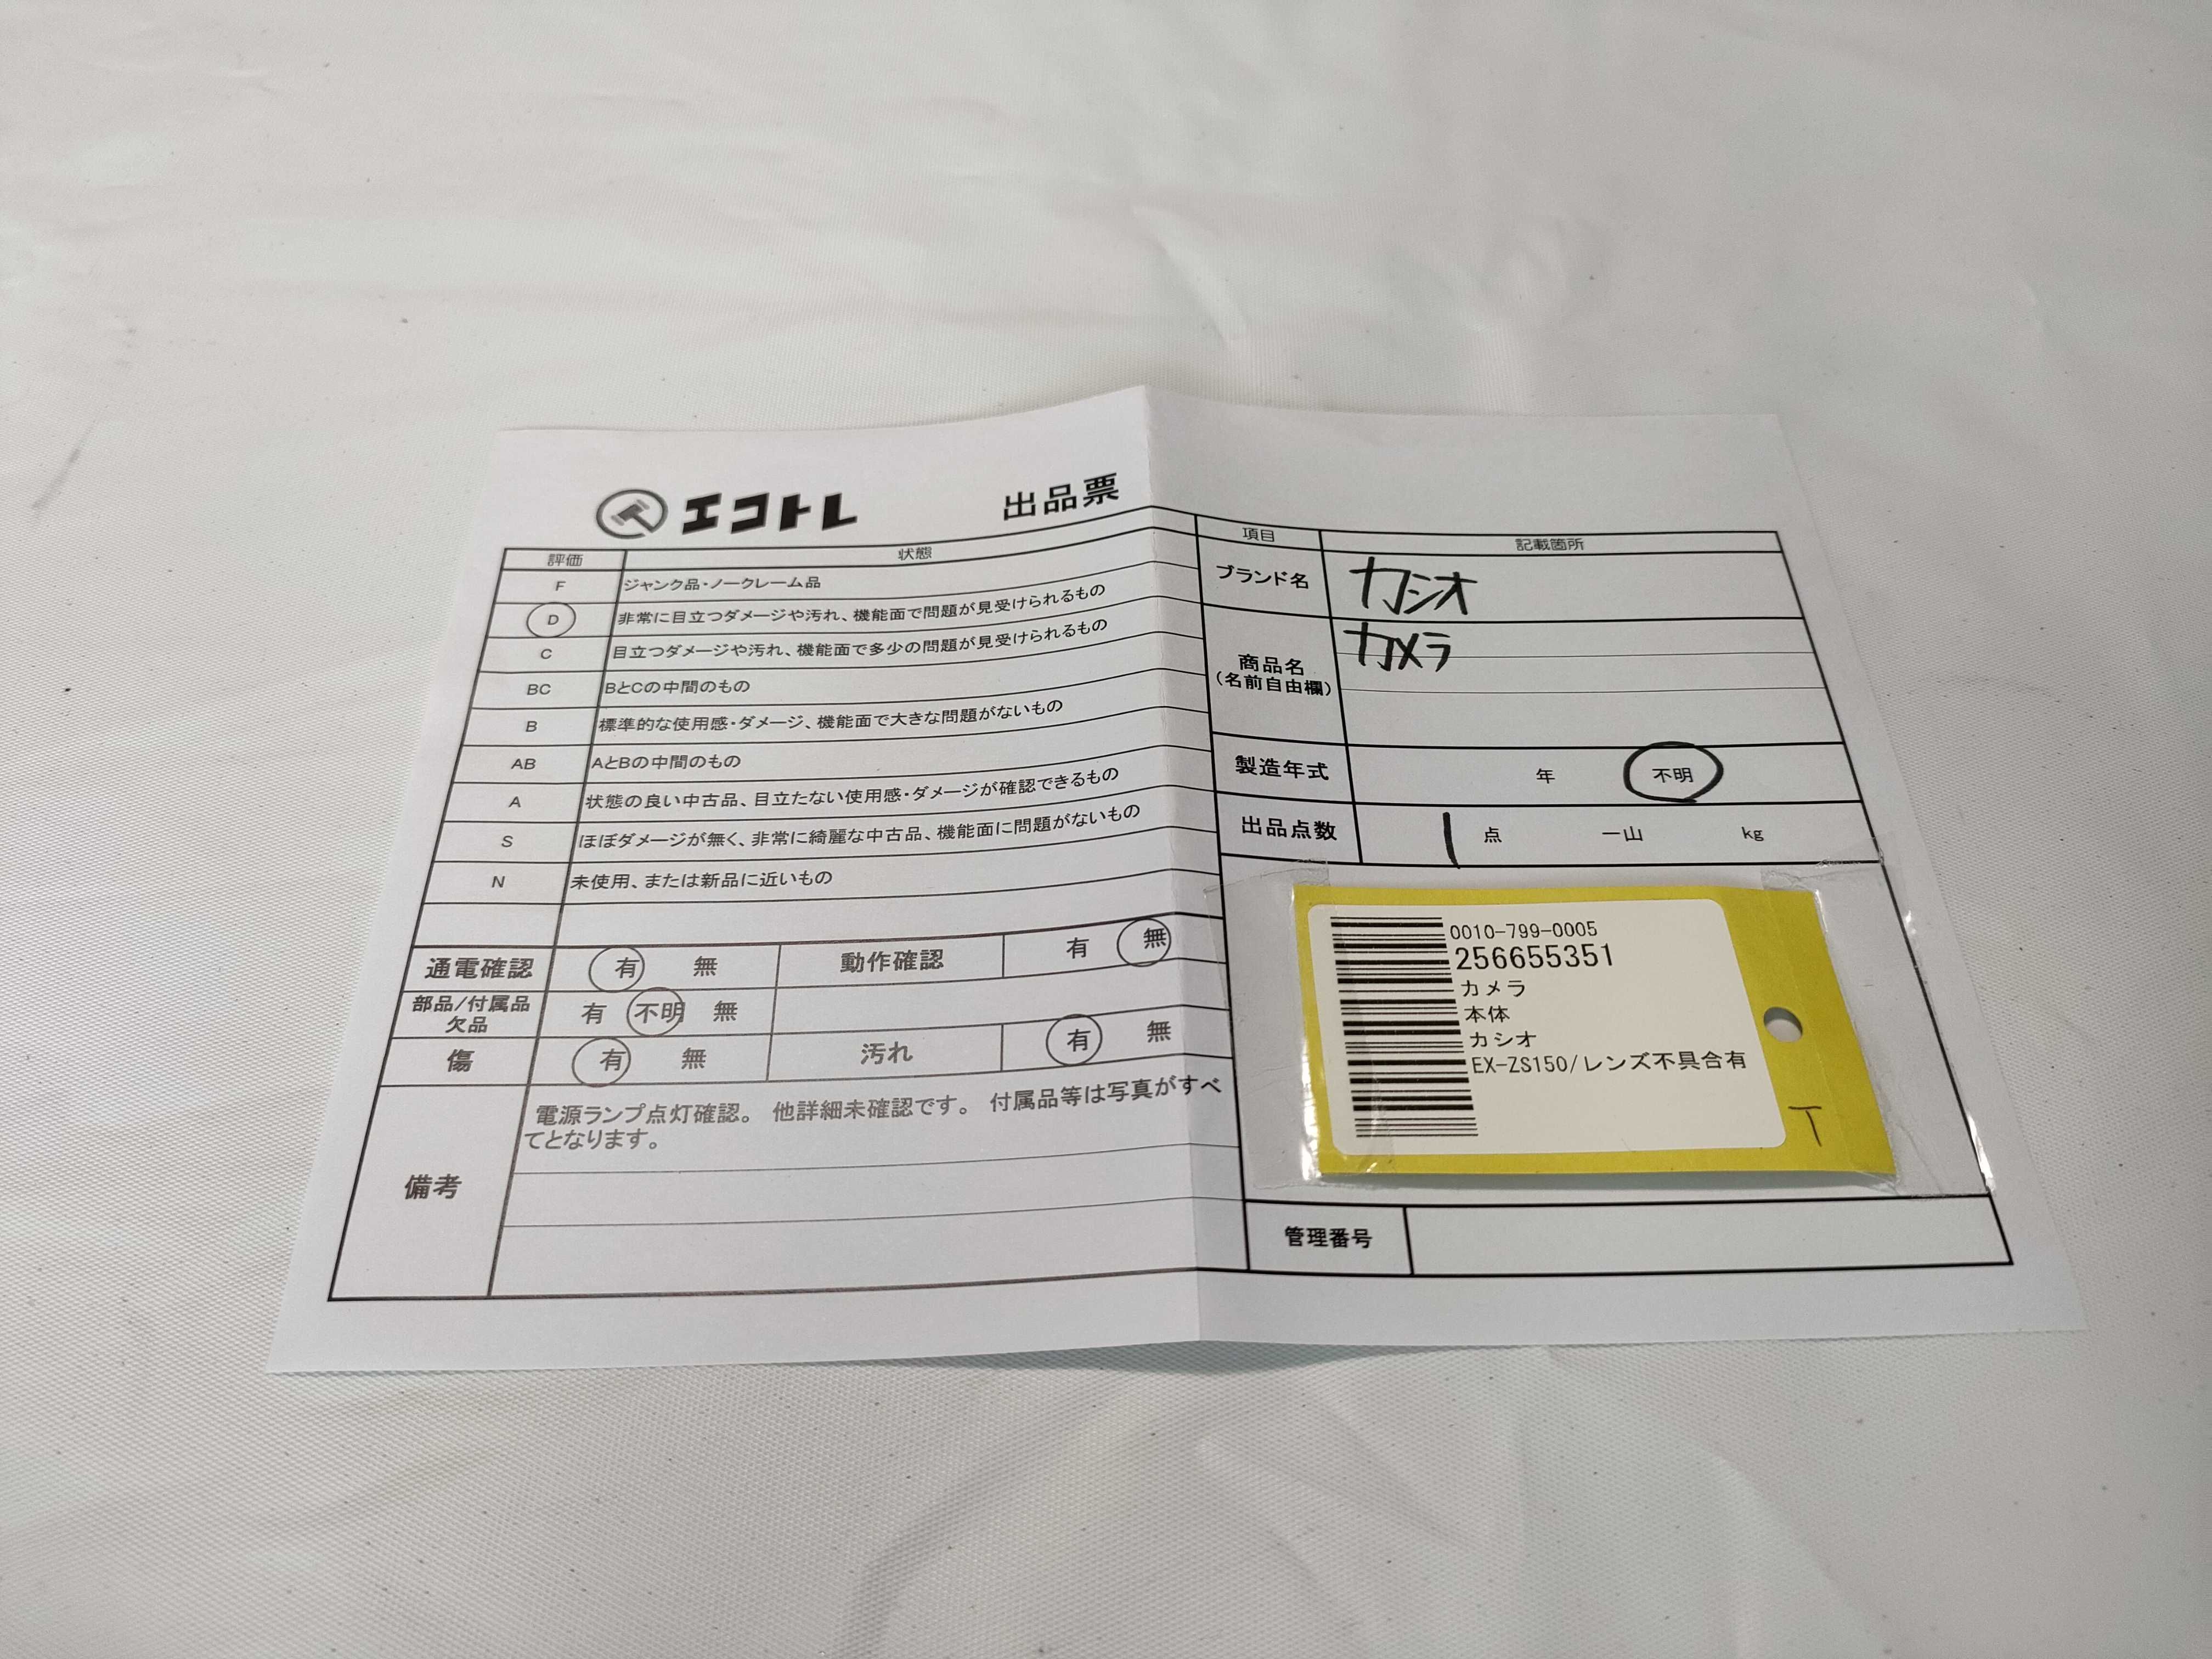 エコトレ 出品票
評価 状態
F ジャンク品・ノークレーム品
D 非常に目立つダメージや汚れ、機能面で問題が見受けられるもの
C 目立つダメージや汚れ、機能面で多少の問題が見受けられるもの
BC BとCの中間のもの
B 標準的な使用感・ダメージ、機能面で大きな問題がないもの
AB AとBの中間のもの
A 状態の良い中古品、目立たない使用感・ダメージが確認できるもの
S ほぼダメージが無く、非常に綺麗な中古品、機能面に問題がないもの
N 未使用、または新品に近いもの
通電確認 有 無 動作確認 有 無
部品/付属品
欠品 有 不明 無
傷 有 無 汚れ 有 無
備考 電源ランプ点灯確認。 他詳細未確認です。 付属品等は写真がすべ
てとなります。
項目 記載箇所
ブランド名 カシオ
商品名
(名前自由欄) カメラ
製造年式 年 不明
出品点数 1 点 一山 kg
0010-799-0005
256655351
カメラ
本体
カシオ
EX-ZS150/レンズ不具合有
T
管理番号